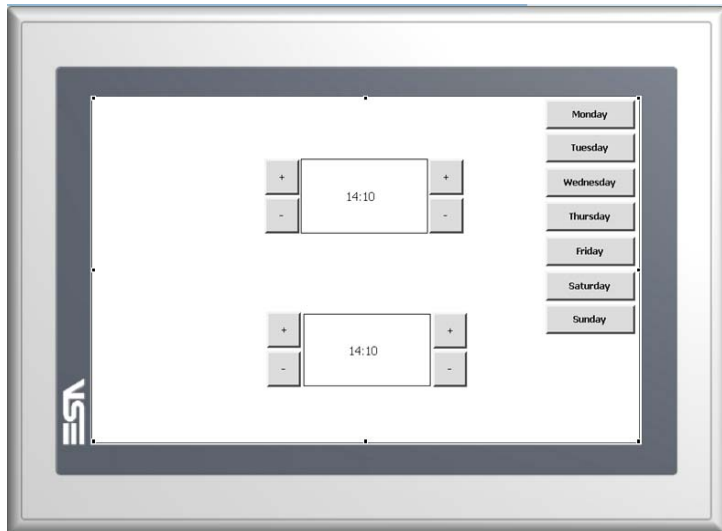 Monday
Tuesday
Wednesday
Thursday
Friday
Saturday
Sunday
+
14:10
+
-
-
+
14:10
+
-
-
ESA